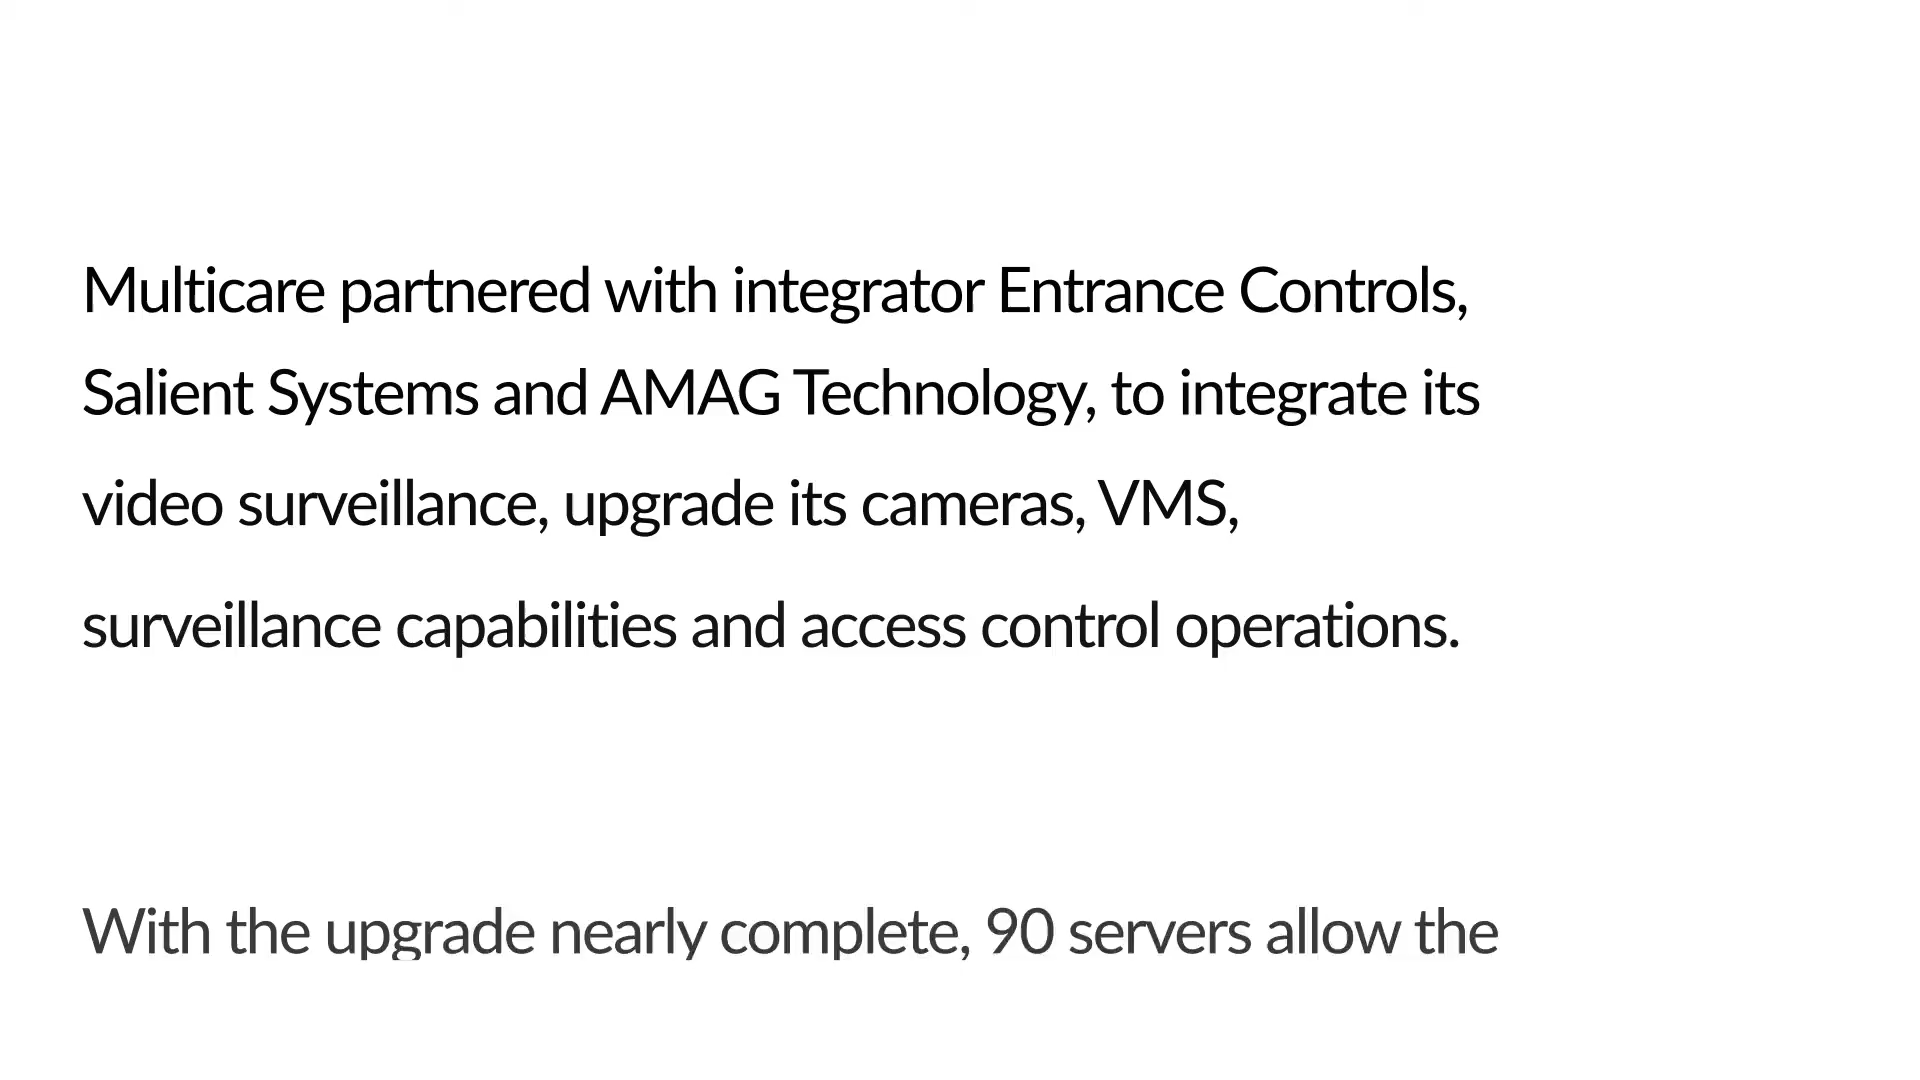 Multicare partnered with integrator Entrance Controls,
Salient Systems and AMAG Technology, to integrate its
video surveillance, upgrade its cameras, VMS,
surveillance capabilities and access control operations.
With the upgrade nearly complete, 90 servers allow the